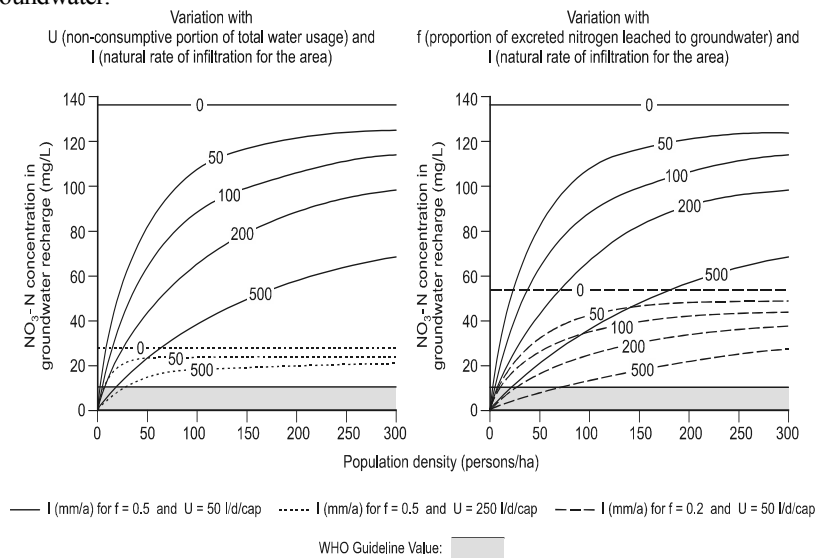 Variation with
U (non-consumptive portion of total water usage) and
I (natural rate of infiltration for the area)
NO3-N concentration in
groundwater recharge (mg/L)
140
120
100
80
60
40
20
0
0
50
100
200
500
0
50
500
0 50 100 150 200 250 300
Variation with
f (proportion of excreted nitrogen leached to groundwater) and
I (natural rate of infiltration for the area)
NO3-N concentration in
groundwater recharge (mg/L)
140
120
100
80
60
40
20
0
0
50
100
200
500
0
50
100
200
500
0 50 100 150 200 250 300
Population density (persons/ha)
I (mm/a) for f = 0.5 and U = 50 l/d/cap I (mm/a) for f = 0.5 and U = 250 l/d/cap I (mm/a) for f = 0.2 and U = 50 l/d/cap
WHO Guideline Value: